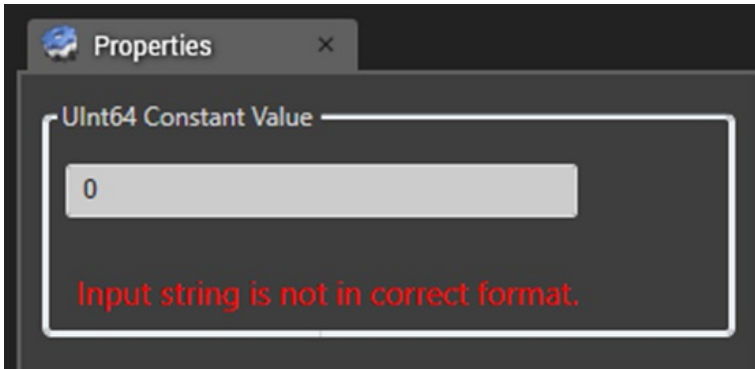 Properties
UInt64 Constant Value
0
Input string is not in correct format.